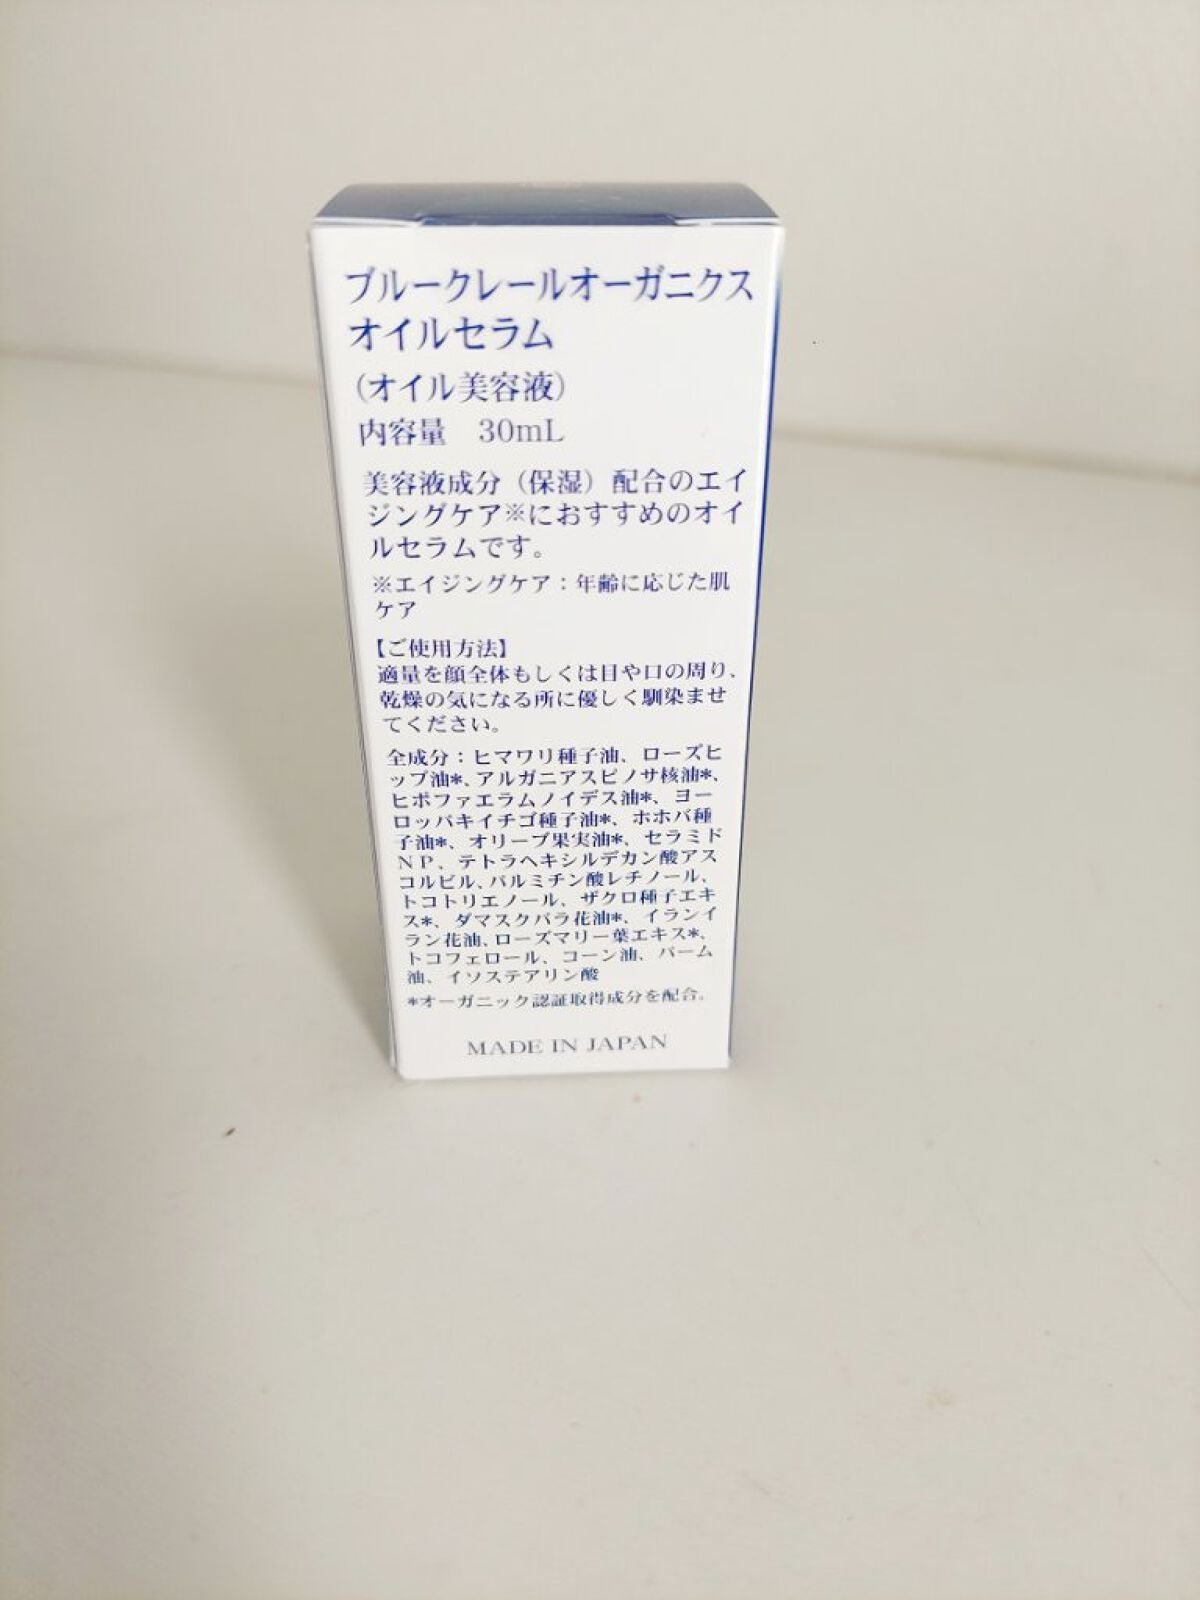 ブルークレールオーガニクス
オイルセラム
（オイル美容液）
内容量　30mL
美容液成分（保湿）配合のエイ
ジングケア※におすすめのオイ
ルセラムです。
※エイジングケア：年齢に応じた肌
ケア
【ご使用方法】
適量を顔全体もしくは目や口の周り、
乾燥の気になる所に優しく馴染ませ
てください。
全成分：ヒマワリ種子油、ローズヒ
ップ油*、アルガニアスピノサ核油*、
ヒポファエラムノイデス油*、ヨー
ロッパキイチゴ種子油*、ホホバ種
子油*、オリーブ果実油*、セラミド
ＮＰ、テトラヘキシルデカン酸アス
コルビル、パルミチン酸レチノール、
トコトリエノール、ザクロ種子エキ
ス*、ダマスクバラ花油*、イランイ
ラン花油、ローズマリー葉エキス*、
トコフェロール、コーン油、パーム
油、イソステアリン酸
*オーガニック認証取得成分を配合。
MADE IN JAPAN